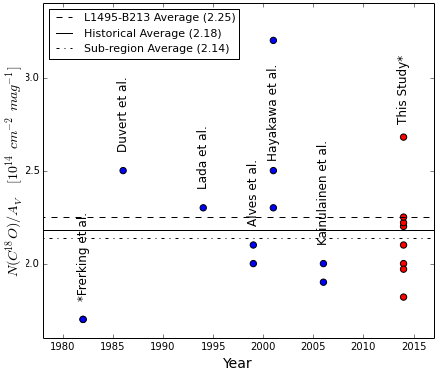 L1495-B213 Average (2.25)
Historical Average (2.18)
Sub-region Average (2.14)
N(C¹⁸O)/A_V [10¹⁴ cm⁻² mag⁻¹]
3.0
2.5
2.0
*Frerking et al.
Duvert et al.
Lada et al.
Alves et al.
Hayakawa et al.
Kainulainen et al.
This Study*
1980 1985 1990 1995 2000 2005 2010 2015
Year